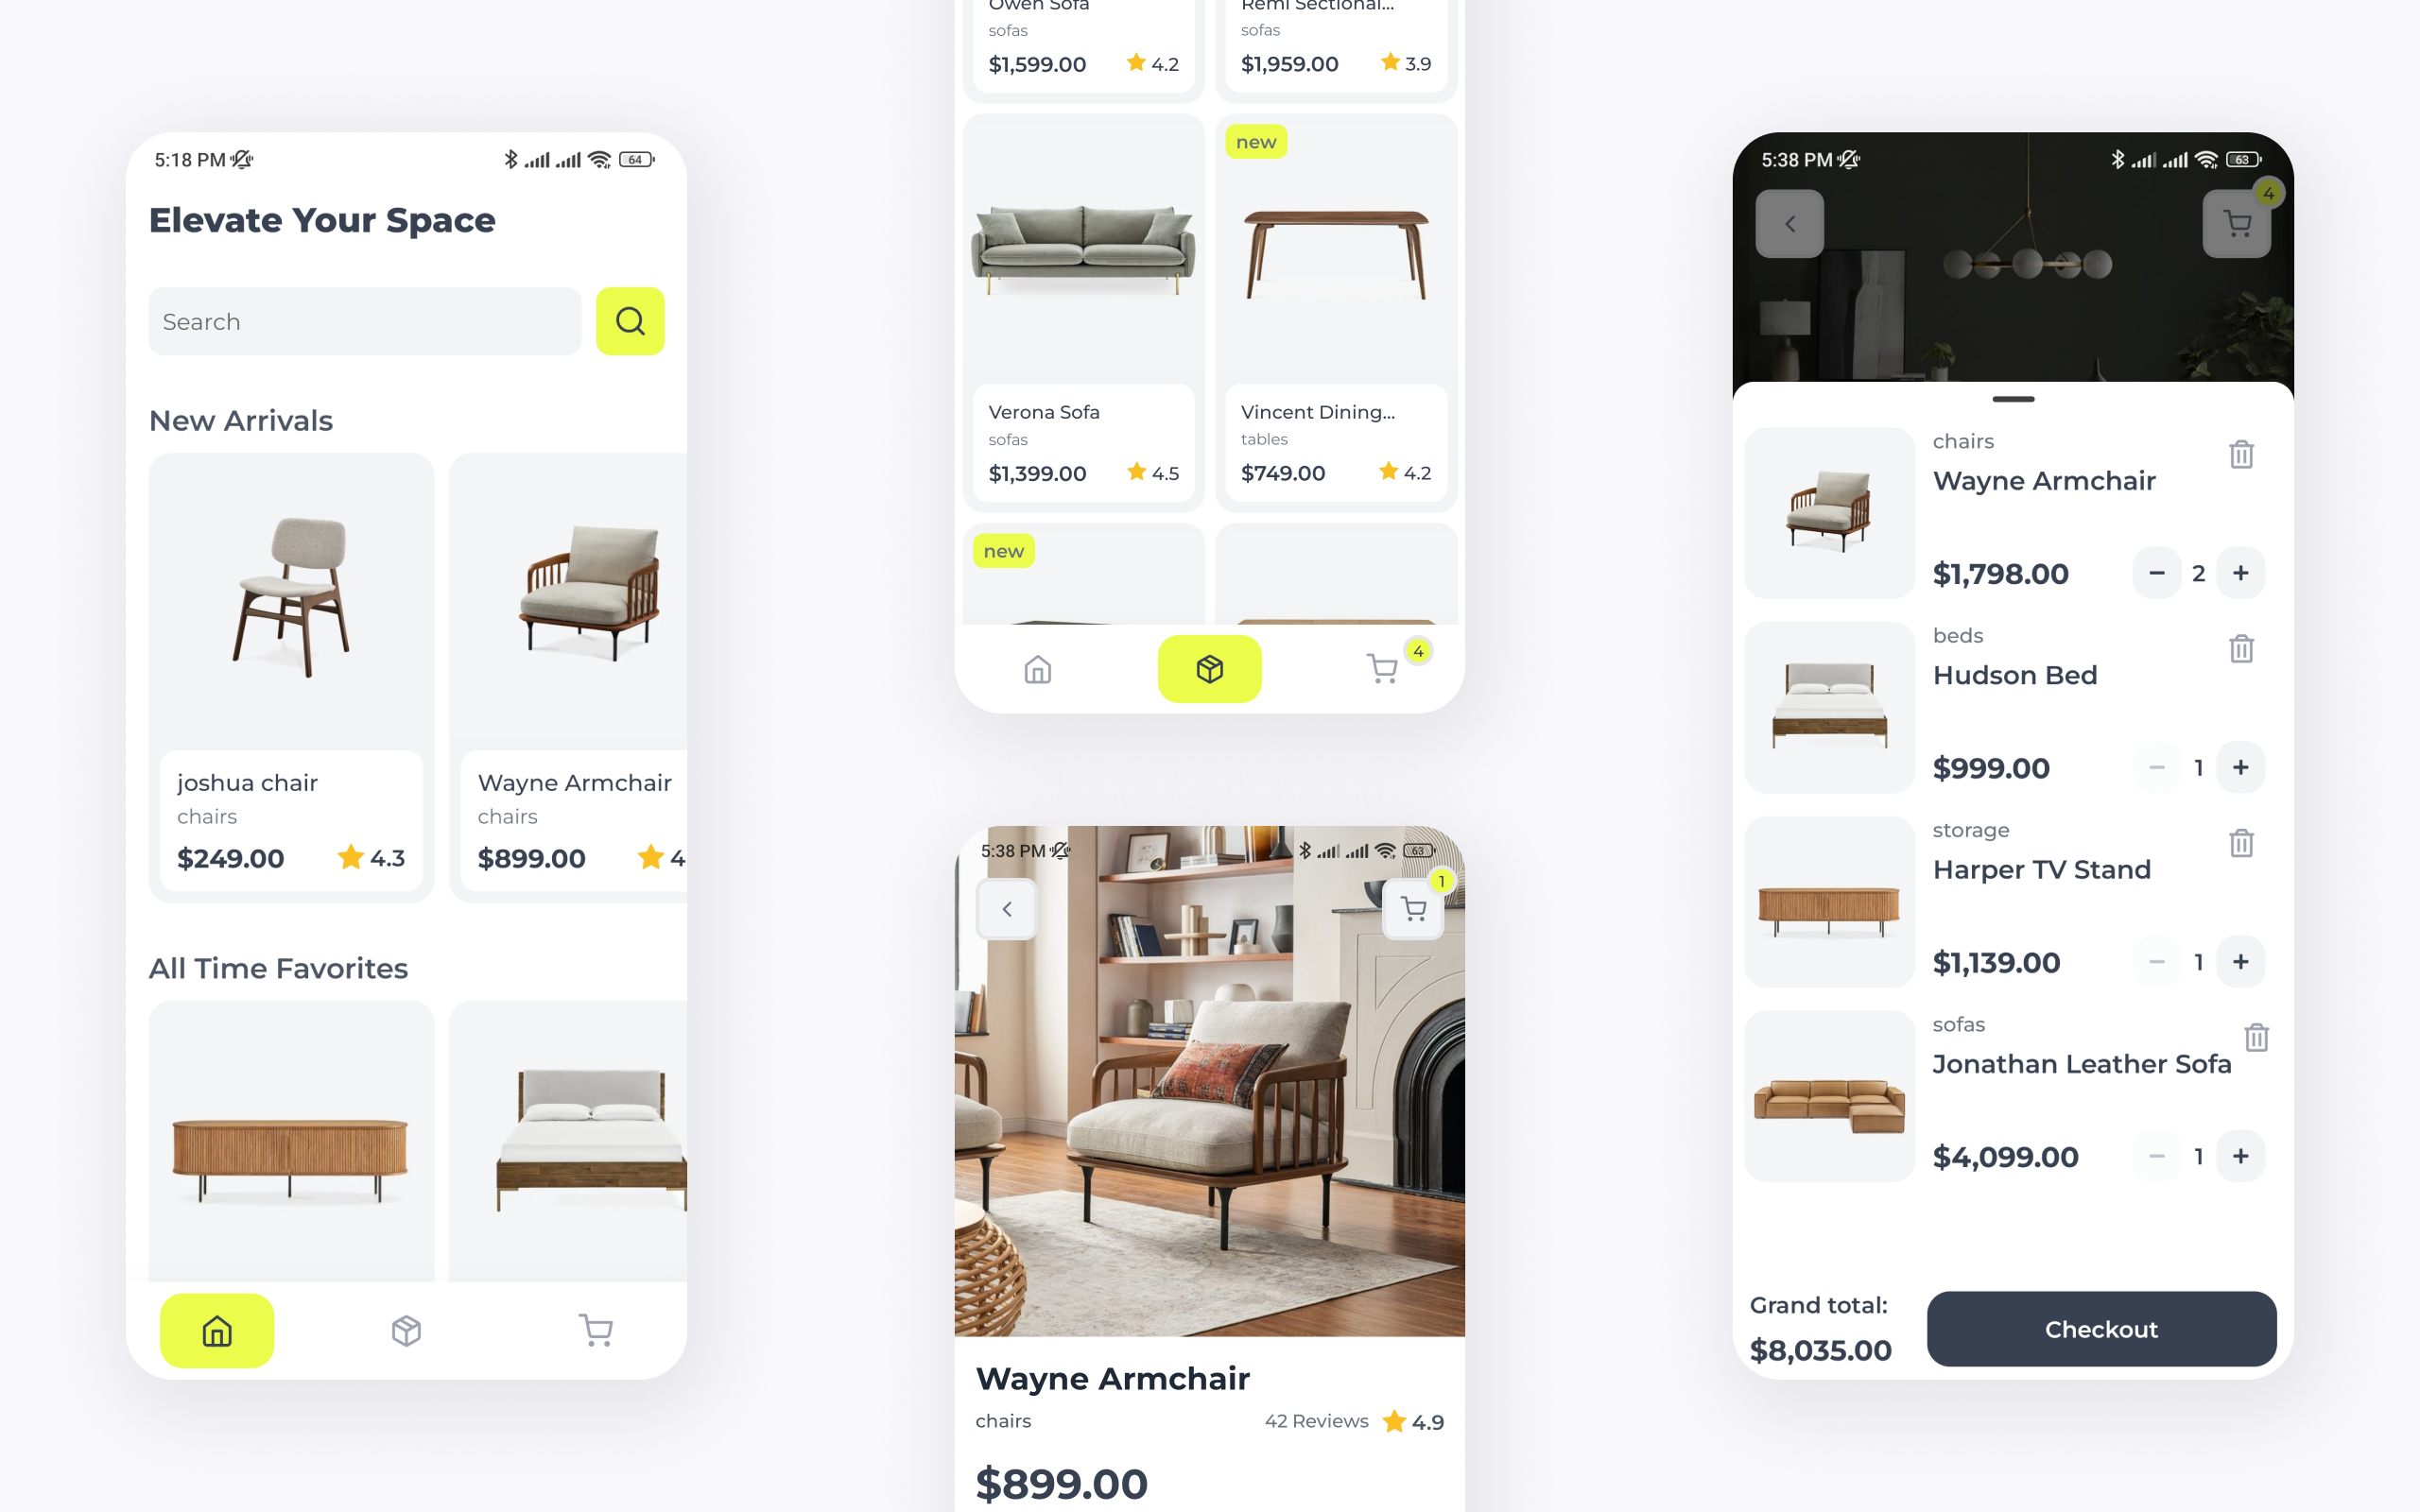 5:18 PM
64
Elevate Your Space
Search
New Arrivals
joshua chair
chairs
$249.00
4.3
Wayne Armchair
chairs
$899.00
4
All Time Favorites
Owen Sofa
sofas
$1,599.00
4.2
Remi Sectional...
sofas
$1,959.00
3.9
Verona Sofa
sofas
$1,399.00
4.5
new
Vincent Dining...
tables
$749.00
4.2
new
4
5:38 PM
63
1
Wayne Armchair
chairs
42 Reviews
4.9
$899.00
5:38 PM
63
4
chairs
Wayne Armchair
$1,798.00
2
beds
Hudson Bed
$999.00
1
storage
Harper TV Stand
$1,139.00
1
sofas
Jonathan Leather Sofa
$4,099.00
1
Grand total:
$8,035.00
Checkout